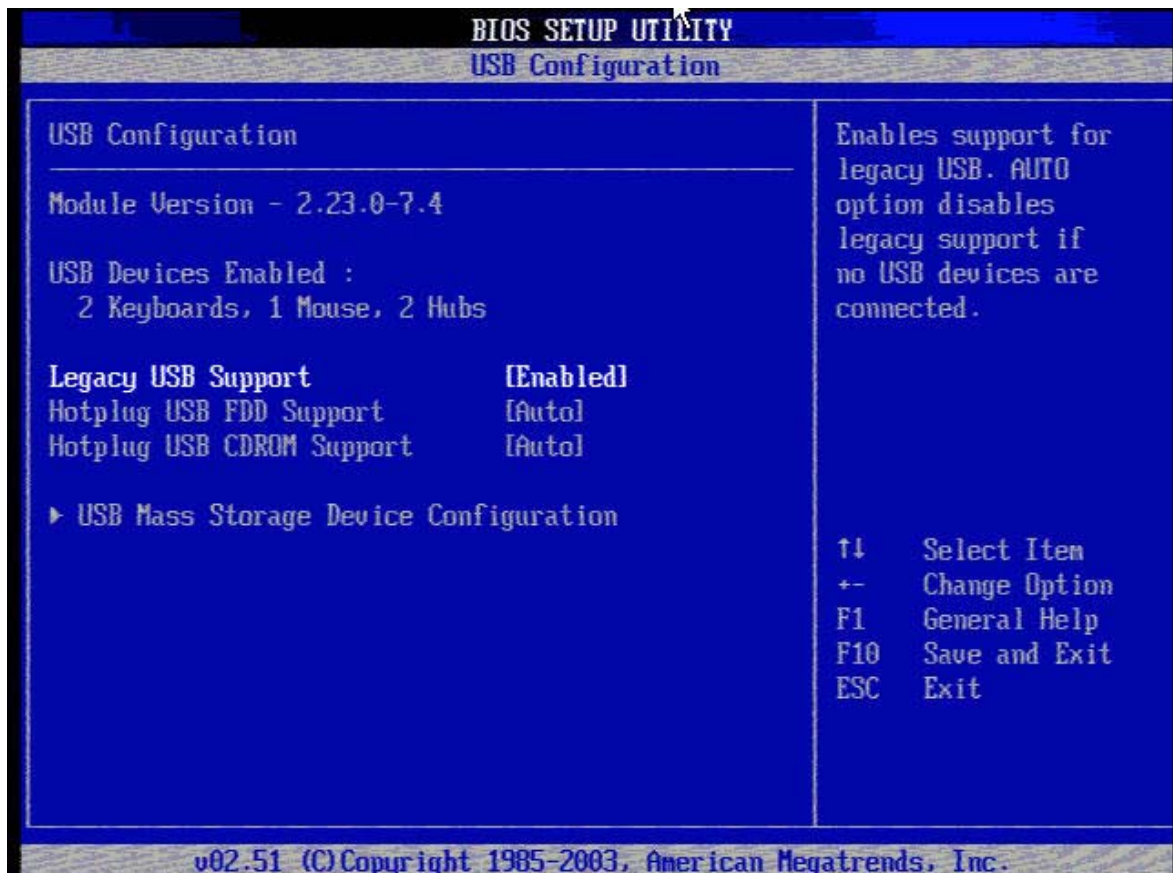 BIOS SETUP UTILITY
USB Configuration
USB Configuration
Module Version - 2.23.0-7.4
USB Devices Enabled :
2 Keyboards, 1 Mouse, 2 Hubs
Legacy USB Support [Enabled]
Hotplug USB FDD Support [Auto]
Hotplug USB CDROM Support [Auto]
▶ USB Mass Storage Device Configuration
Enables support for
legacy USB. AUTO
option disables
legacy support if
no USB devices are
connected.
↑↓ Select Item
+- Change Option
F1 General Help
F10 Save and Exit
ESC Exit
v02.51 (C)Copyright 1985-2003, American Megatrends, Inc.